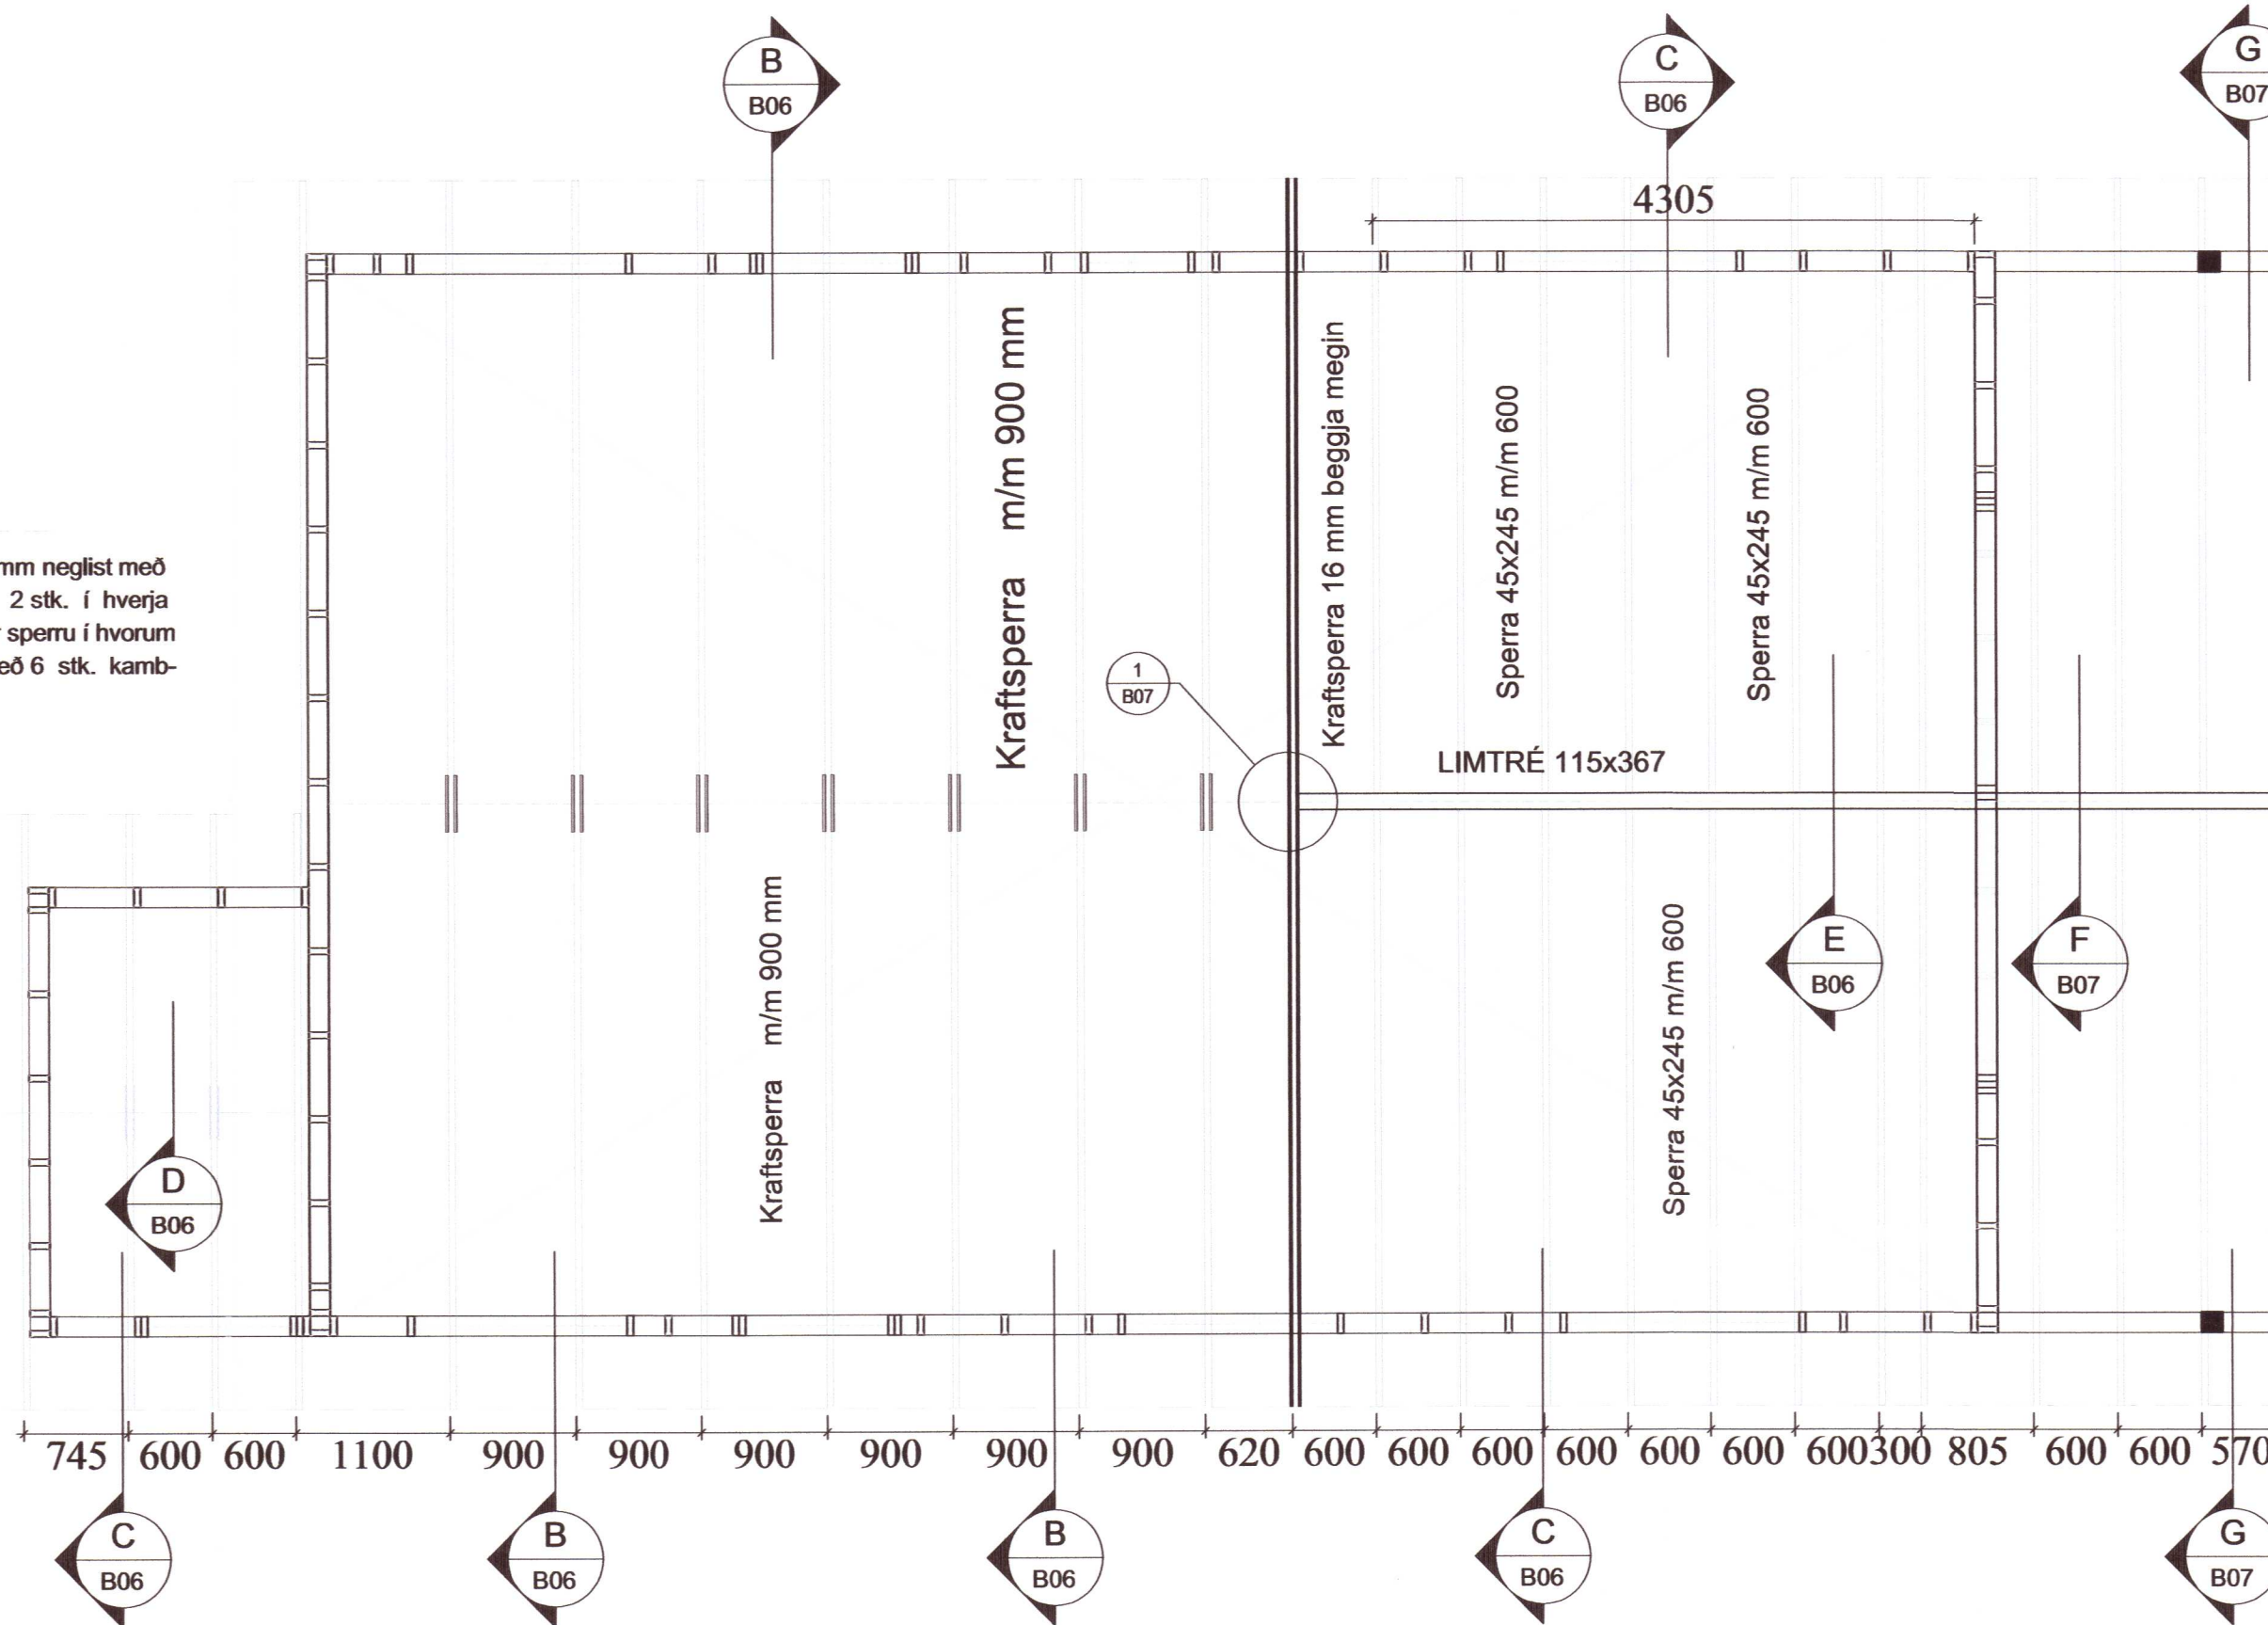 B
B06
C
B06
G
B07
4305
mm neglist með
2 stk. í hverja
sperru í hvorum
6 stk. kamb-
Kraftsperra m/m 900 mm
Kraftsperra 16 mm beggja megin
Sperra 45x245 m/m 600
Sperra 45x245 m/m 600
1
B07
LIMTRÉ 115x367
Kraftsperra m/m 900 mm
Sperra 45x245 m/m 600
E
B06
F
B07
D
B06
745 600 600 1100 900 900 900 900 900 900 620 600 600 600 600 600 600 600 300 805 600 600 570
C
B06
B
B06
B
B06
C
B06
G
B07